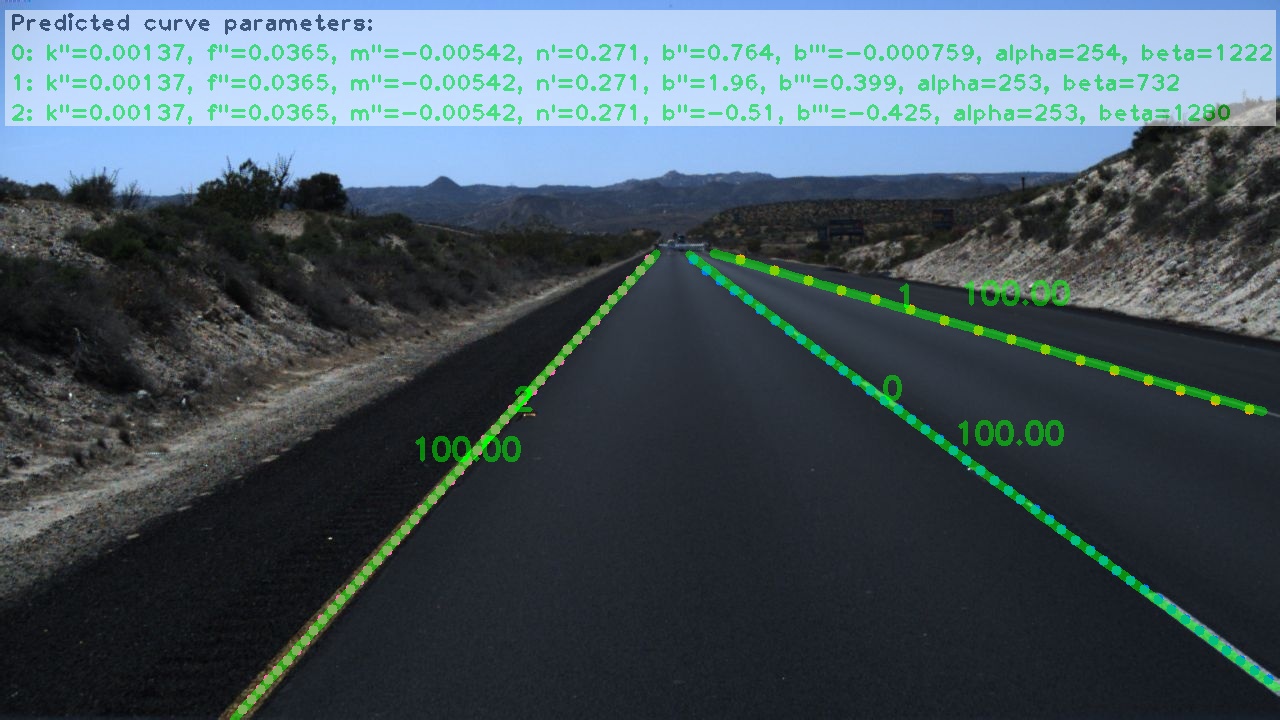 Predicted curve parameters:
0: k''=0.00137, f''=0.0365, m''=-0.00542, n'=0.271, b''=0.764, b'''=-0.000759, alpha=254, beta=1222
1: k''=0.00137, f''=0.0365, m''=-0.00542, n'=0.271, b''=1.96, b'''=0.399, alpha=253, beta=732
2: k''=0.00137, f''=0.0365, m''=-0.00542, n'=0.271, b''=-0.51, b'''=-0.425, alpha=253, beta=1280
1 100.00
0
2
100.00
100.00